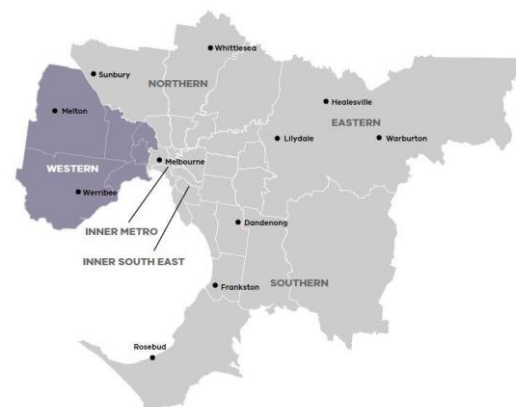 Whittlesea
Sunbury
NORTHERN
Healesville
Melton
EASTERN
Lilydale
Warburton
Melbourne
WESTERN
Werribee
Dandenong
INNER METRO
INNER SOUTH EAST
SOUTHERN
Frankston
Rosebud